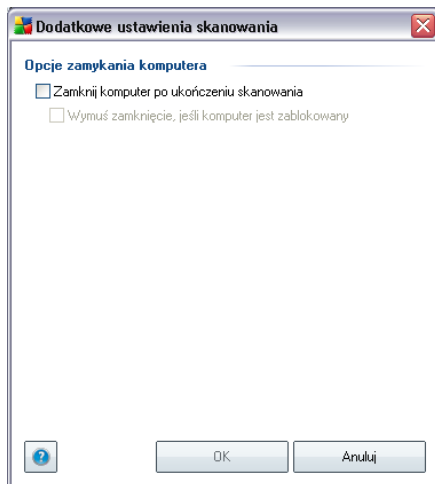 Dodatkowe ustawienia skanowania
Opcje zamykania komputera
Zamknij komputer po ukończeniu skanowania
Wymuś zamknięcie, jeśli komputer jest zablokowany
?
OK
Anuluj